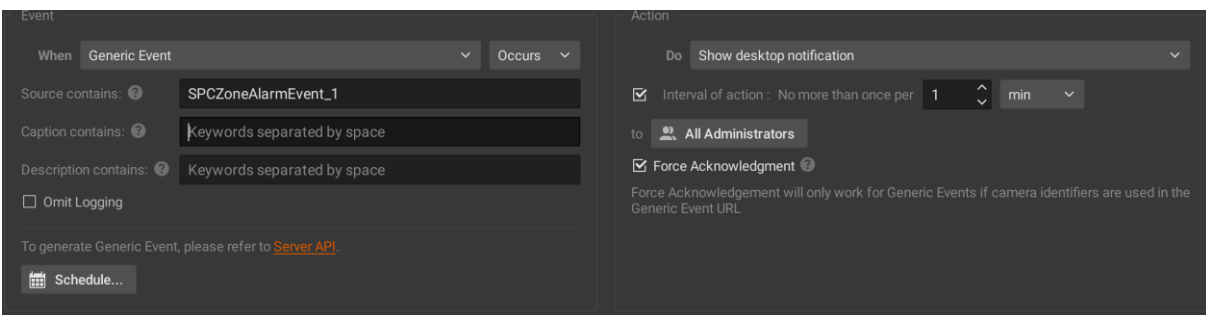 Event
When Generic Event Occurs
Source contains: ? SPCZoneAlarmEvent_1
Caption contains: ? Keywords separated by space
Description contains: ? Keywords separated by space
Omit Logging
To generate Generic Event, please refer to Server API.
Schedule...
Action
Do Show desktop notification
Interval of action : No more than once per 1 min
to All Administrators
Force Acknowledgment ?
Force Acknowledgement will only work for Generic Events if camera identifiers are used in the
Generic Event URL